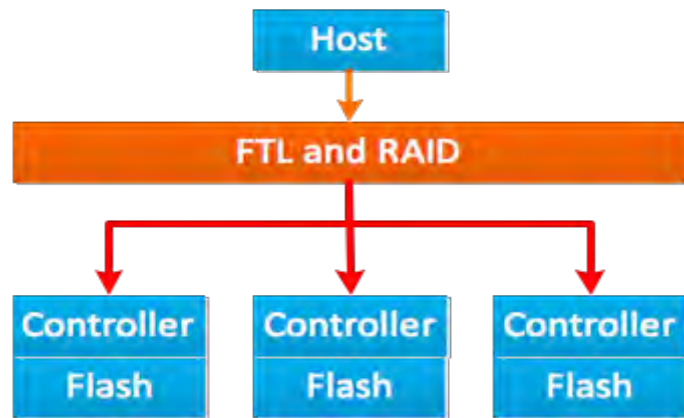 Host
FTL and RAID
Controller
Flash
Controller
Flash
Controller
Flash